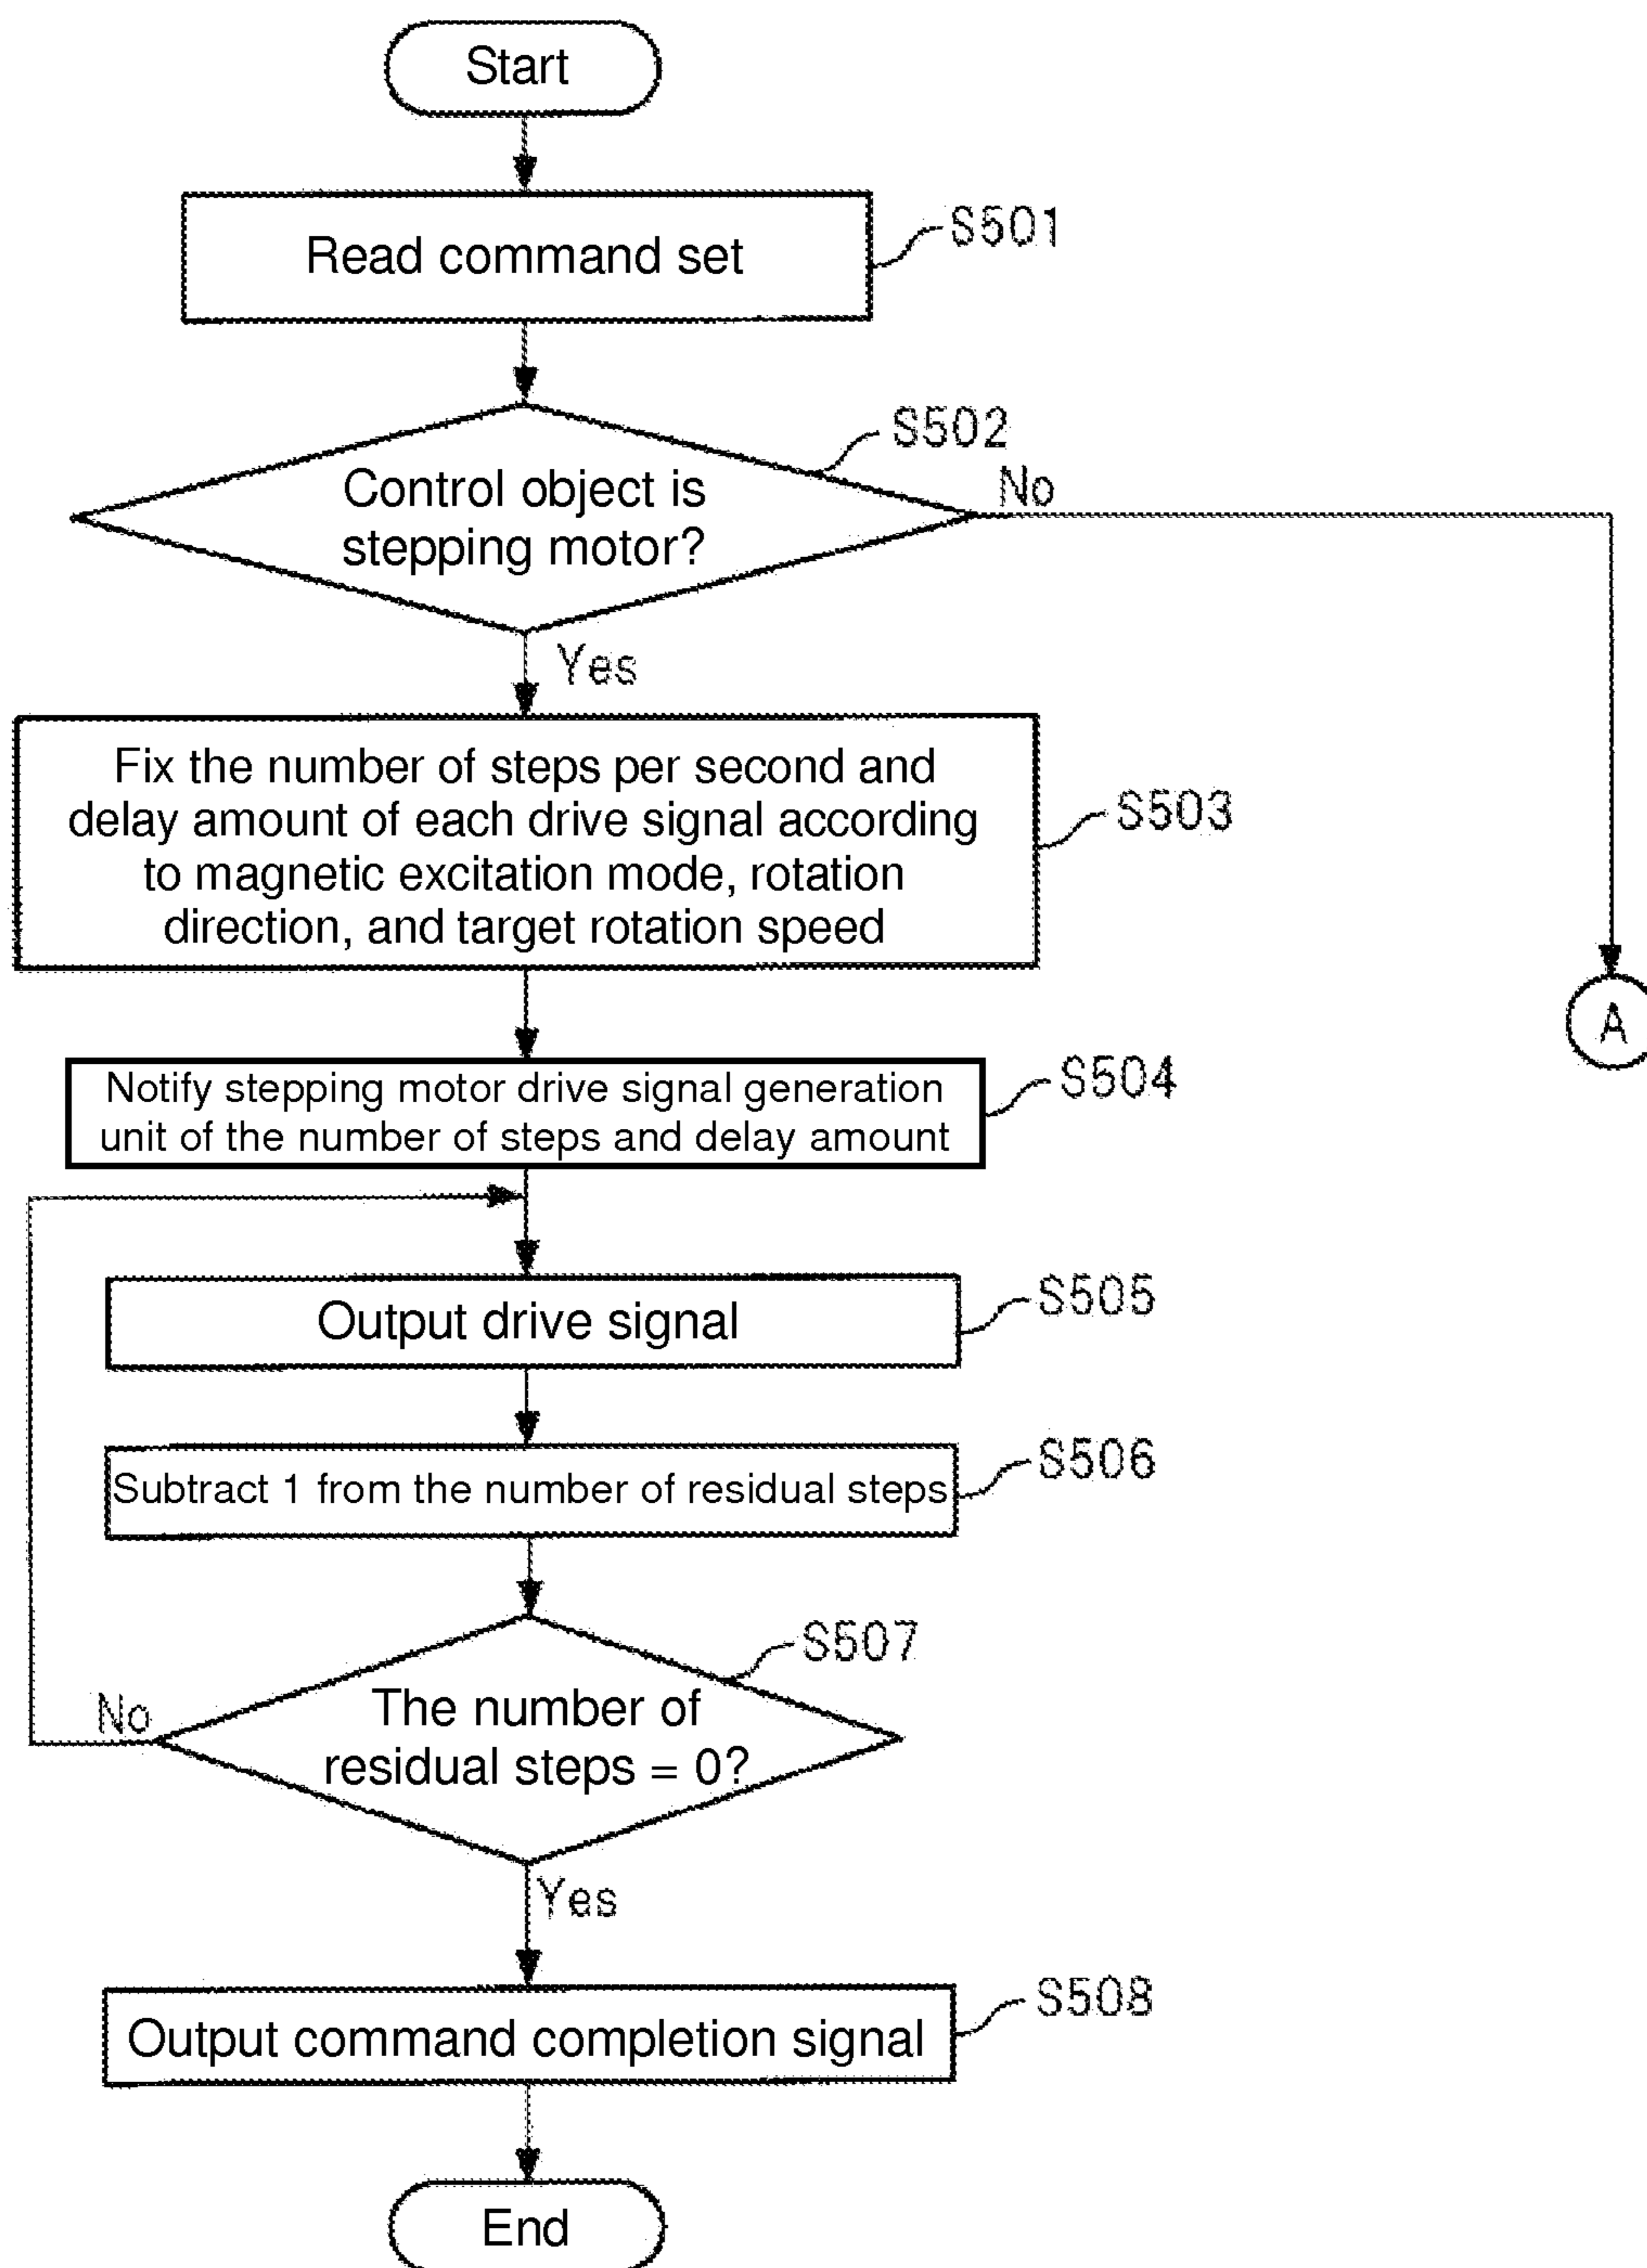 Start
Read command set
S501
S502
Control object is
stepping motor?
No
Yes
Fix the number of steps per second and
delay amount of each drive signal according
to magnetic excitation mode, rotation
direction, and target rotation speed
S503
A
Notify stepping motor drive signal generation
unit of the number of steps and delay amount
S504
Output drive signal
S505
Subtract 1 from the number of residual steps
S506
S507
The number of
residual steps = 0?
No
Yes
Output command completion signal
S508
End